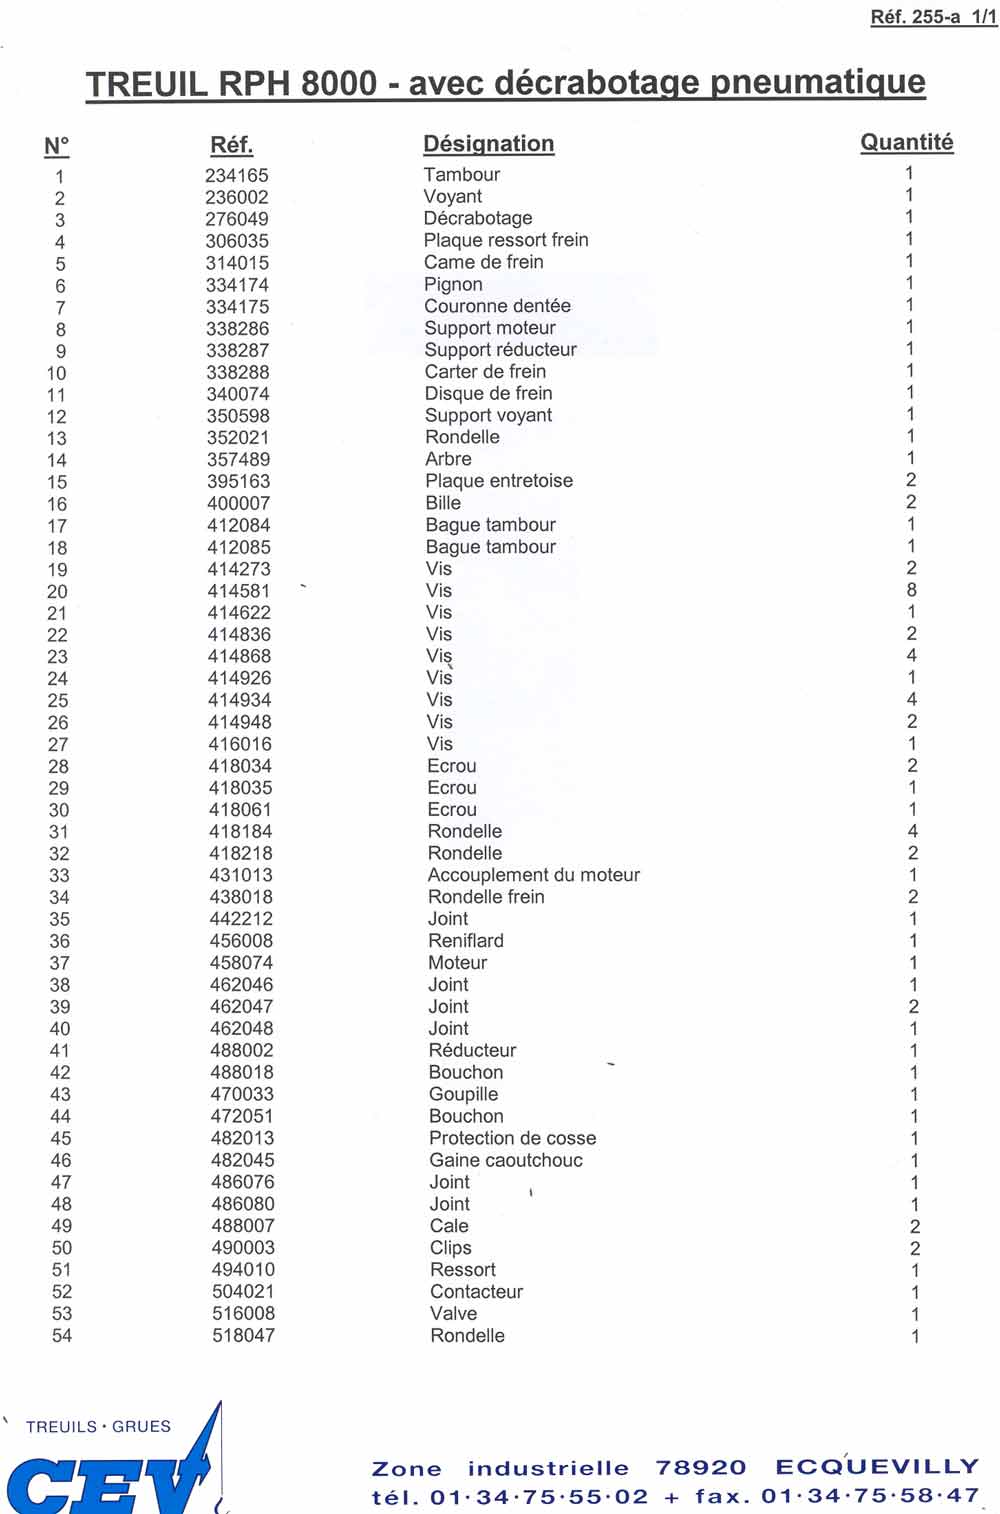 Réf. 255-a 1/1
TREUIL RPH 8000 - avec décrabotage pneumatique
N° Réf. Désignation Quantité
1 234165 Tambour 1
2 236002 Voyant 1
3 276049 Décrabotage 1
4 306035 Plaque ressort frein 1
5 314015 Came de frein 1
6 334174 Pignon 1
7 334175 Couronne dentée 1
8 338286 Support moteur 1
9 338287 Support réducteur 1
10 338288 Carter de frein 1
11 340074 Disque de frein 1
12 350598 Support voyant 1
13 352021 Rondelle 1
14 357489 Arbre 1
15 395163 Plaque entretoise 2
16 400007 Bille 2
17 412084 Bague tambour 1
18 412085 Bague tambour 1
19 414273 Vis 2
20 414581 Vis 8
21 414622 Vis 1
22 414836 Vis 2
23 414868 Vis 4
24 414926 Vis 1
25 414934 Vis 4
26 414948 Vis 2
27 416016 Vis 1
28 418034 Ecrou 2
29 418035 Ecrou 1
30 418061 Ecrou 1
31 418184 Rondelle 4
32 418218 Rondelle 2
33 431013 Accouplement du moteur 1
34 438018 Rondelle frein 2
35 442212 Joint 1
36 456008 Reniflard 1
37 458074 Moteur 1
38 462046 Joint 1
39 462047 Joint 2
40 462048 Joint 1
41 488002 Réducteur 1
42 488018 Bouchon 1
43 470033 Goupille 1
44 472051 Bouchon 1
45 482013 Protection de cosse 1
46 482045 Gaine caoutchouc 1
47 486076 Joint 1
48 486080 Joint 1
49 488007 Cale 2
50 490003 Clips 2
51 494010 Ressort 1
52 504021 Contacteur 1
53 516008 Valve 1
54 518047 Rondelle 1
TREUILS · GRUES
CEV
Zone industrielle 78920 ECQUEVILLY
tél. 01·34·75·55·02 + fax. 01·34·75·58·47